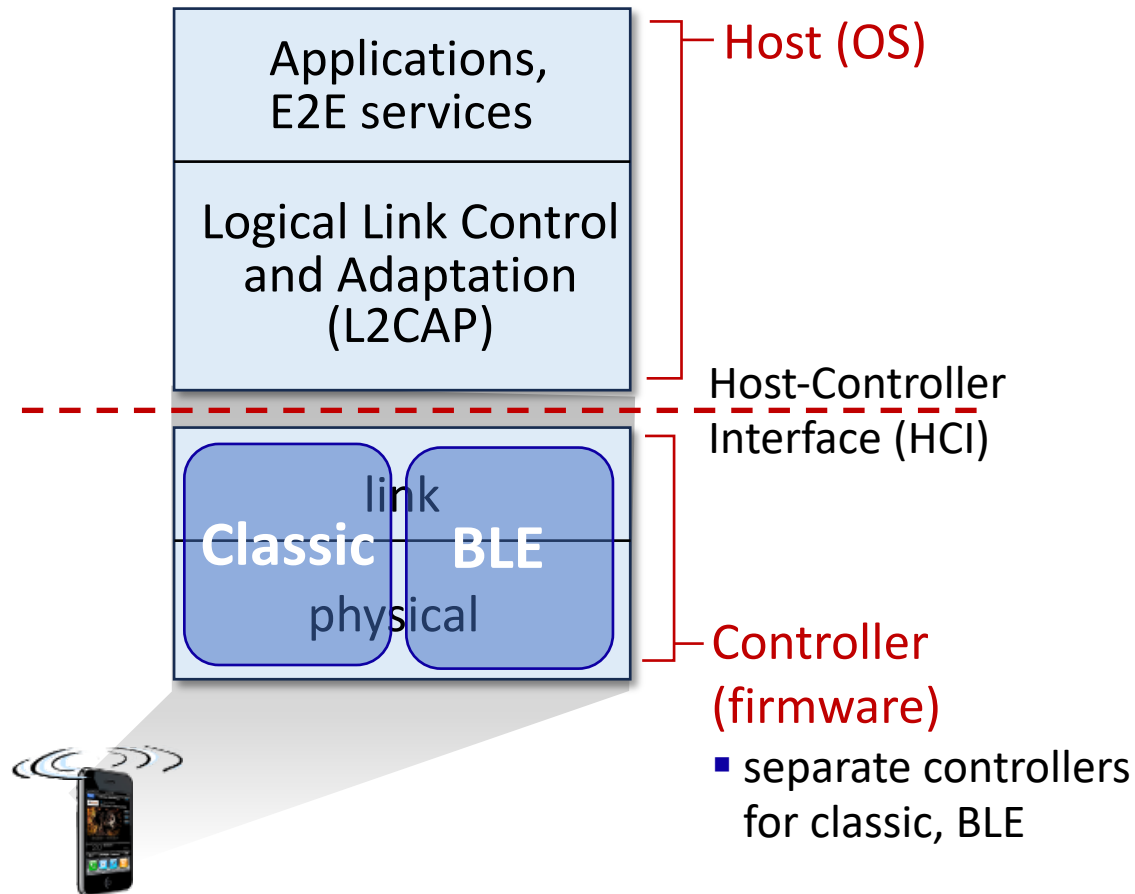 Applications,
E2E services
Host (OS)
Logical Link Control
and Adaptation
(L2CAP)
Host-Controller
Interface (HCI)
link
Classic
BLE
physical
Controller
(firmware)
separate controllers
for classic, BLE